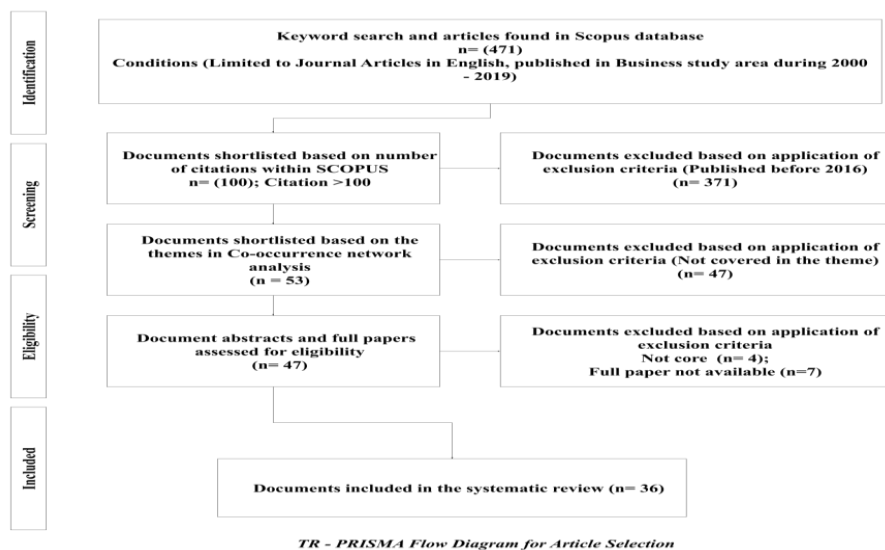 Identification
Keyword search and articles found in Scopus database
n= (471)
Conditions (Limited to Journal Articles in English, published in Business study area during 2000
- 2019)
Screening
Documents shortlisted based on number
of citations within SCOPUS
n= (100); Citation >100
Documents excluded based on application of
exclusion criteria (Published before 2016)
(n= 371)
Documents shortlisted based on the
themes in Co-occurrence network
analysis
(n = 53)
Documents excluded based on application of
exclusion criteria (Not covered in the theme)
(n= 47)
Eligibility
Document abstracts and full papers
assessed for eligibility
(n= 47)
Documents excluded based on application of
exclusion criteria
Not core (n= 4);
Full paper not available (n=7)
Included
Documents included in the systematic review (n= 36)
TR - PRISMA Flow Diagram for Article Selection